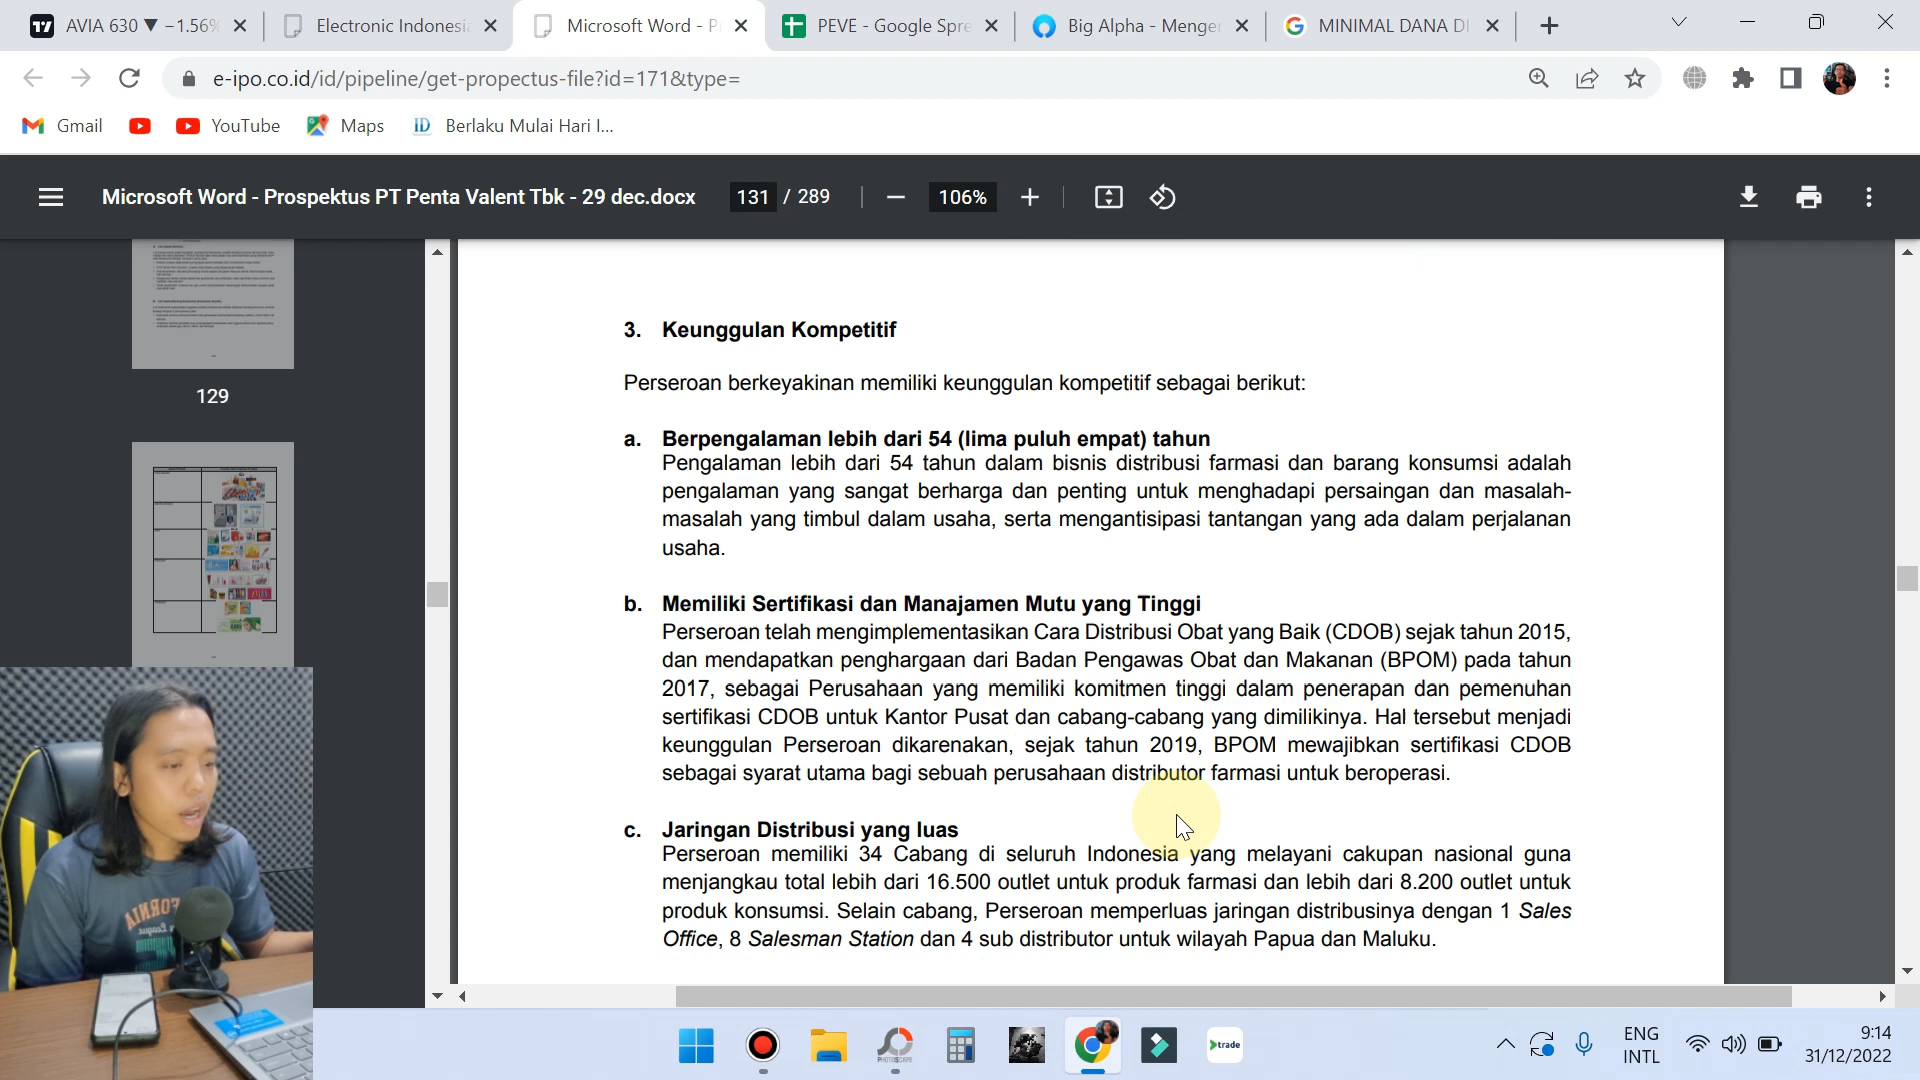 AVIA 630 ▼ −1.56%
Electronic Indonesia
Microsoft Word - P
PEVE - Google Spre
Big Alpha - Menger
MINIMAL DANA DI
e-ipo.co.id/id/pipeline/get-propectus-file?id=171&type=
Gmail
YouTube
Maps
ID
Berlaku Mulai Hari I...
Microsoft Word - Prospektus PT Penta Valent Tbk - 29 dec.docx
131 / 289
106%
129
3. Keunggulan Kompetitif
Perseroan berkeyakinan memiliki keunggulan kompetitif sebagai berikut:
a. Berpengalaman lebih dari 54 (lima puluh empat) tahun
Pengalaman lebih dari 54 tahun dalam bisnis distribusi farmasi dan barang konsumsi adalah
pengalaman yang sangat berharga dan penting untuk menghadapi persaingan dan masalah-
masalah yang timbul dalam usaha, serta mengantisipasi tantangan yang ada dalam perjalanan
usaha.
b. Memiliki Sertifikasi dan Manajamen Mutu yang Tinggi
Perseroan telah mengimplementasikan Cara Distribusi Obat yang Baik (CDOB) sejak tahun 2015,
dan mendapatkan penghargaan dari Badan Pengawas Obat dan Makanan (BPOM) pada tahun
2017, sebagai Perusahaan yang memiliki komitmen tinggi dalam penerapan dan pemenuhan
sertifikasi CDOB untuk Kantor Pusat dan cabang-cabang yang dimilikinya. Hal tersebut menjadi
keunggulan Perseroan dikarenakan, sejak tahun 2019, BPOM mewajibkan sertifikasi CDOB
sebagai syarat utama bagi sebuah perusahaan distributor farmasi untuk beroperasi.
c. Jaringan Distribusi yang luas
Perseroan memiliki 34 Cabang di seluruh Indonesia yang melayani cakupan nasional guna
menjangkau total lebih dari 16.500 outlet untuk produk farmasi dan lebih dari 8.200 outlet untuk
produk konsumsi. Selain cabang, Perseroan memperluas jaringan distribusinya dengan 1 Sales
Office, 8 Salesman Station dan 4 sub distributor untuk wilayah Papua dan Maluku.
PHOTOSCAPE
trade
ENG
INTL
9:14
31/12/2022